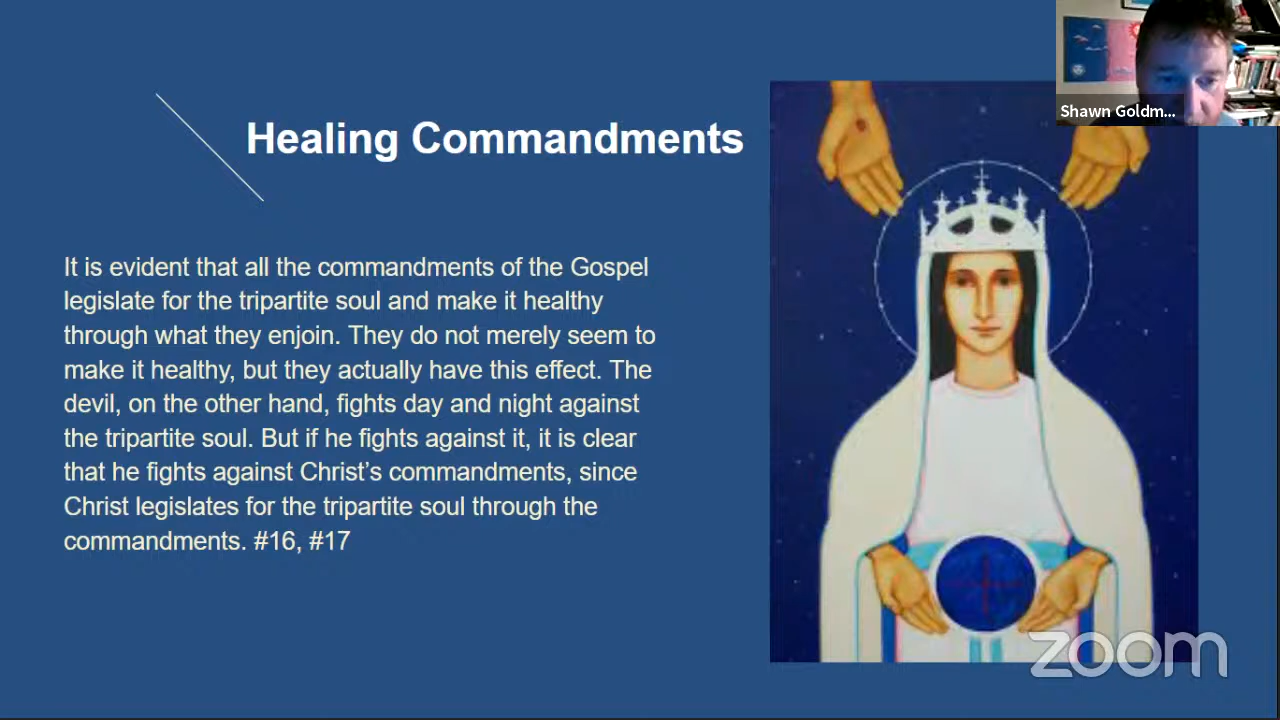 Healing Commandments
It is evident that all the commandments of the Gospel
legislate for the tripartite soul and make it healthy
through what they enjoin. They do not merely seem to
make it healthy, but they actually have this effect. The
devil, on the other hand, fights day and night against
the tripartite soul. But if he fights against it, it is clear
that he fights against Christ’s commandments, since
Christ legislates for the tripartite soul through the
commandments. #16, #17
Shawn Goldm...
zoom